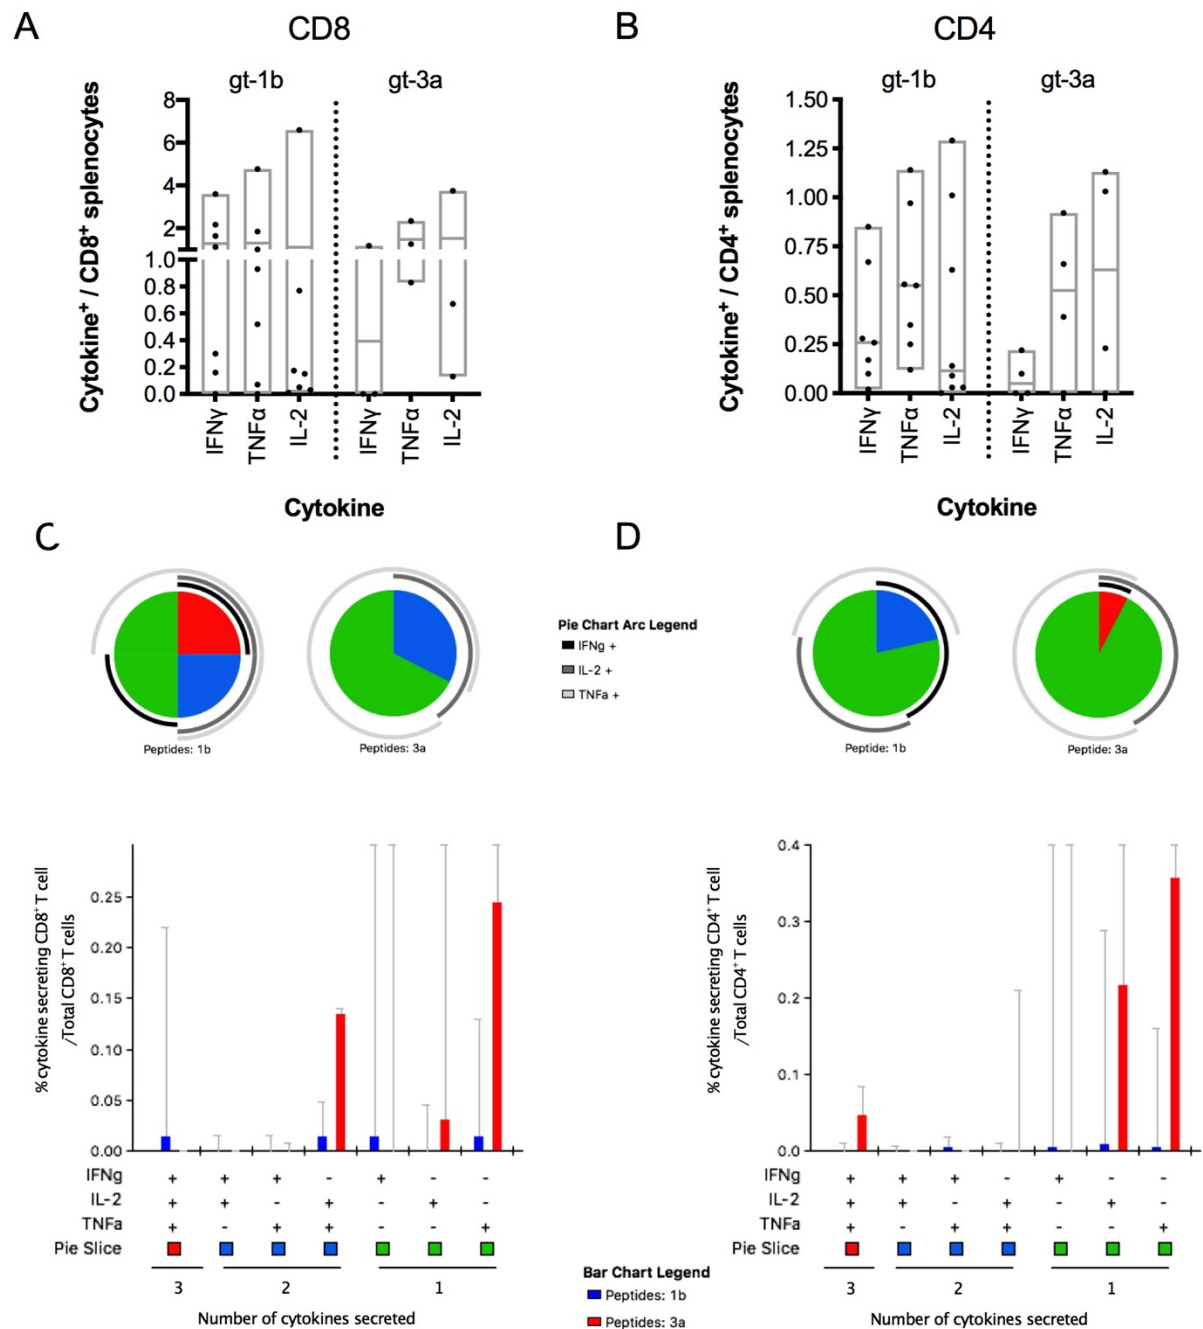 A
CD8
gt-1b
gt-3a
Cytokine⁺ / CD8⁺ splenocytes
8
6
4
2
1.0
0.8
0.6
0.4
0.2
0.0
IFNγ
TNFα
IL-2
IFNγ
TNFα
IL-2
Cytokine
B
CD4
gt-1b
gt-3a
Cytokine⁺ / CD4⁺ splenocytes
1.50
1.25
1.00
0.75
0.50
0.25
0.00
IFNγ
TNFα
IL-2
IFNγ
TNFα
IL-2
Cytokine
C
Peptides: 1b
Peptides: 3a
Pie Chart Arc Legend
IFNg +
IL-2 +
TNFa +
D
Peptide: 1b
Peptide: 3a
% cytokine secreting CD8⁺ T cell
/Total CD8⁺ T cells
0.25
0.20
0.15
0.10
0.05
0.00
IFNg + + + - + - -
IL-2 + + - + - + -
TNFa + - + + - - +
Pie Slice
3 2 1
Number of cytokines secreted
% cytokine secreting CD4⁺ T cell
/Total CD4⁺ T cells
0.4
0.3
0.2
0.1
0.0
IFNg + + + - + - -
IL-2 + + - + - + -
TNFa + - + + - - +
Pie Slice
3 2 1
Number of cytokines secreted
Bar Chart Legend
Peptides: 1b
Peptides: 3a